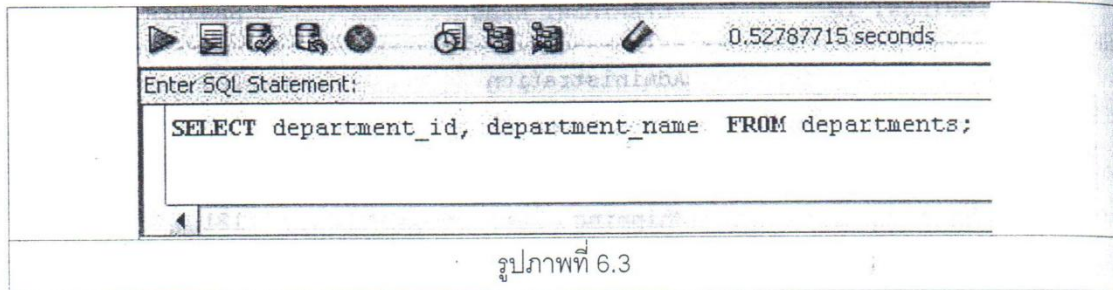 0.52787715 seconds
Enter SQL Statement:
SELECT department_id, department_name FROM departments;
รูปภาพที่ 6.3